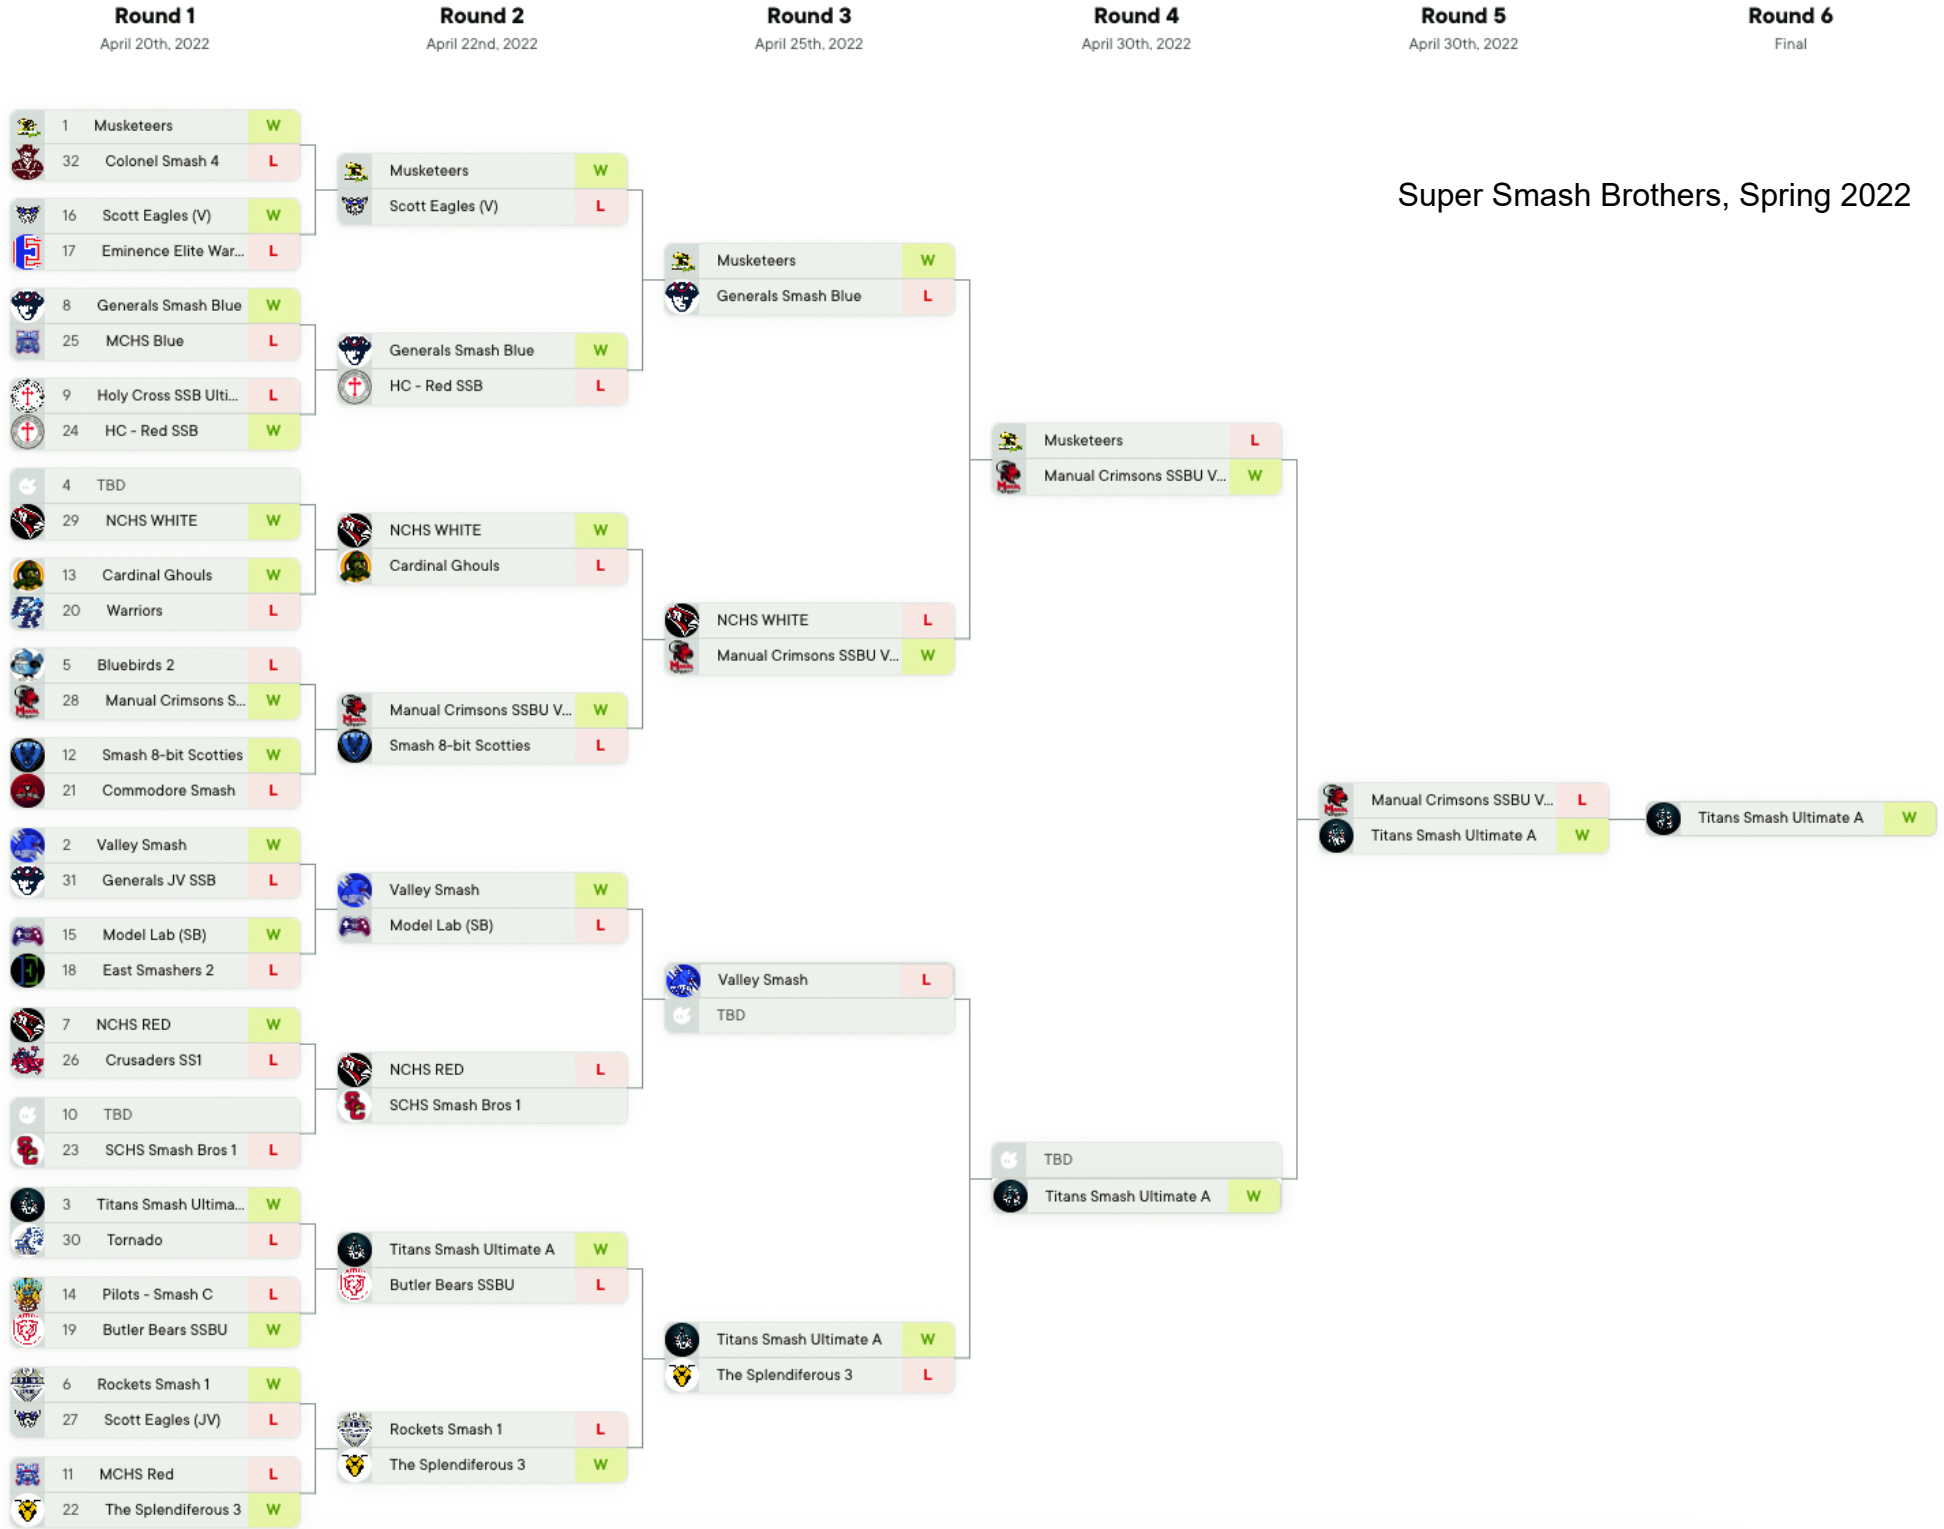 Round 1
April 20th, 2022
Round 2
April 22nd, 2022
Round 3
April 25th, 2022
Round 4
April 30th, 2022
Round 5
April 30th, 2022
Round 6
Final
Super Smash Brothers, Spring 2022
1 Musketeers W
32 Colonel Smash 4 L
16 Scott Eagles (V) W
17 Eminence Elite War... L
8 Generals Smash Blue W
25 MCHS Blue L
9 Holy Cross SSB Ulti... L
24 HC - Red SSB W
4 TBD
29 NCHS WHITE W
13 Cardinal Ghouls W
20 Warriors L
5 Bluebirds 2 L
28 Manual Crimsons S... W
12 Smash 8-bit Scotties W
21 Commodore Smash L
2 Valley Smash W
31 Generals JV SSB L
15 Model Lab (SB) W
18 East Smashers 2 L
7 NCHS RED W
26 Crusaders SS1 L
10 TBD
23 SCHS Smash Bros 1 L
3 Titans Smash Ultima... W
30 Tornado L
14 Pilots - Smash C L
19 Butler Bears SSBU W
6 Rockets Smash 1 W
27 Scott Eagles (JV) L
11 MCHS Red L
22 The Splendiferous 3 W
Musketeers W
Scott Eagles (V) L
Generals Smash Blue W
HC - Red SSB L
NCHS WHITE W
Cardinal Ghouls L
Manual Crimsons SSBU V... W
Smash 8-bit Scotties L
Valley Smash W
Model Lab (SB) L
NCHS RED L
SCHS Smash Bros 1
Titans Smash Ultimate A W
Butler Bears SSBU L
Rockets Smash 1 L
The Splendiferous 3 W
Musketeers W
Generals Smash Blue L
NCHS WHITE L
Manual Crimsons SSBU V... W
Valley Smash L
TBD
Titans Smash Ultimate A W
The Splendiferous 3 L
Musketeers L
Manual Crimsons SSBU V... W
TBD
Titans Smash Ultimate A W
Manual Crimsons SSBU V... L
Titans Smash Ultimate A W
Titans Smash Ultimate A W